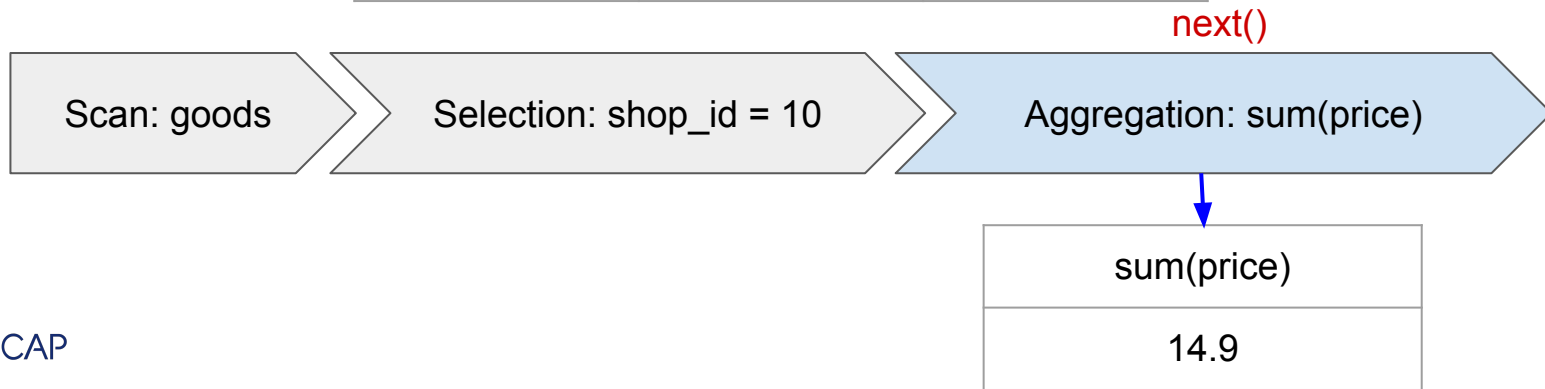 next()
Scan: goods
Selection: shop_id = 10
Aggregation: sum(price)
sum(price)
14.9
CAP